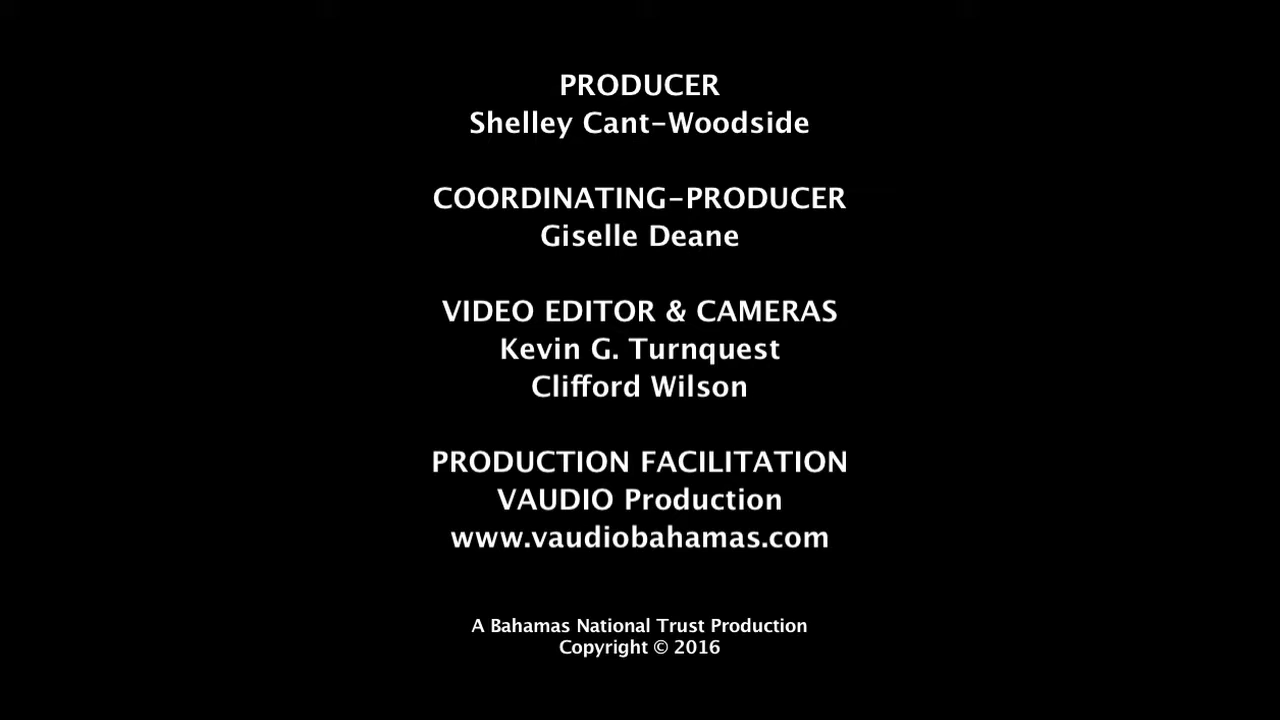 PRODUCER
Shelley Cant-Woodside
COORDINATING-PRODUCER
Giselle Deane
VIDEO EDITOR & CAMERAS
Kevin G. Turnquest
Clifford Wilson
PRODUCTION FACILITATION
VAUDIO Production
www.vaudiobahamas.com
A Bahamas National Trust Production
Copyright © 2016